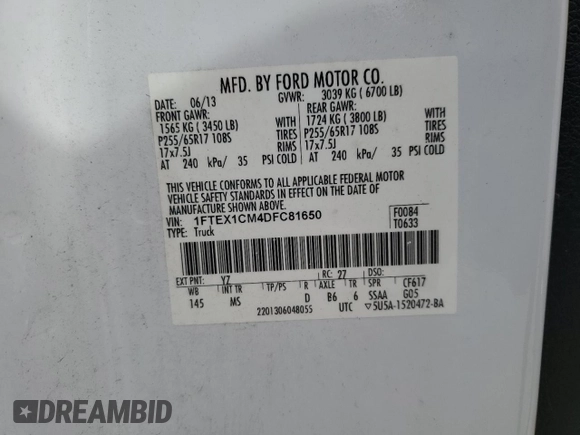 MFD. BY FORD MOTOR CO.
DATE: 06/13 GVWR: 3039 KG ( 6700 LB)
FRONT GAWR: REAR GAWR:
1565 KG ( 3450 LB) 1724 KG ( 3800 LB)
P255/65R17 108S TIRES P255/65R17 108S TIRES
17x7.5J RIMS 17x7.5J RIMS
AT 240 kPa/ 35 PSI COLD AT 240 kPa/ 35 PSI COLD
THIS VEHICLE CONFORMS TO ALL APPLICABLE FEDERAL MOTOR
VEHICLE SAFETY STANDARDS IN EFFECT ON THE DATE OF
MANUFACTURE SHOWN ABOVE.
VIN: 1FTEX1CM4DFC81650 F0084
TYPE: Truck T0633
EXT PNT: Y7 RC: 27 DSO:
WB INT TR TP/PS R AXLE TR SPR CF617
145 MS D B6 6 SSAA G05
2201306048055 UTC ▽5U5A-1520472-BA
DREAMBID